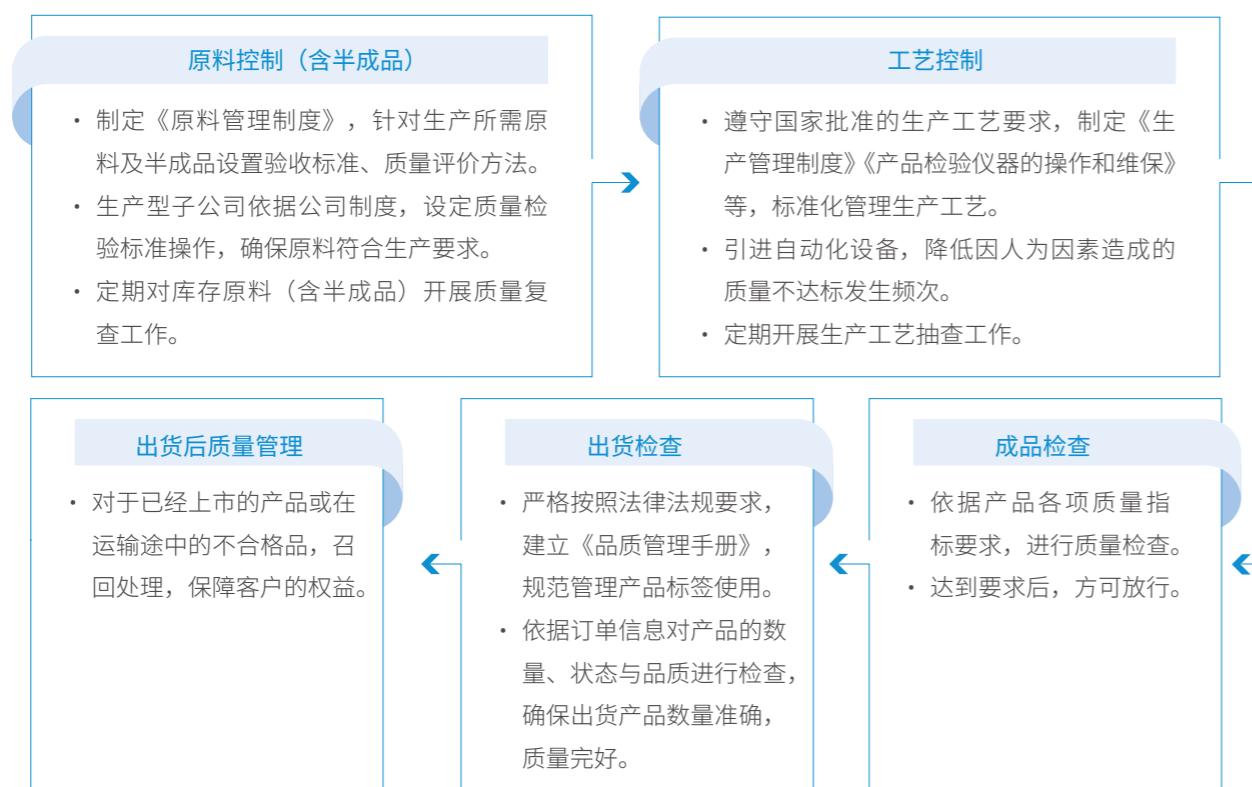 原料控制（含半成品）
• 制定《原料管理制度》，针对生产所需原
料及半成品设置验收标准、质量评价方法。
• 生产型子公司依据公司制度，设定质量检
验标准操作，确保原料符合生产要求。
• 定期对库存原料（含半成品）开展质量复
查工作。
工艺控制
• 遵守国家批准的生产工艺要求，制定《生
产管理制度》《产品检验仪器的操作和维保》
等，标准化管理生产工艺。
• 引进自动化设备，降低因人为因素造成的
质量不达标发生频次。
• 定期开展生产工艺抽查工作。
成品检查
• 依据产品各项质量指
标要求，进行质量检查。
• 达到要求后，方可放行。
出货检查
• 严格按照法律法规要求，
建立《品质管理手册》，
规范管理产品标签使用。
• 依据订单信息对产品的数
量、状态与品质进行检查，
确保出货产品数量准确，
质量完好。
出货后质量管理
• 对于已经上市的产品或在
运输途中的不合格品，召
回处理，保障客户的权益。